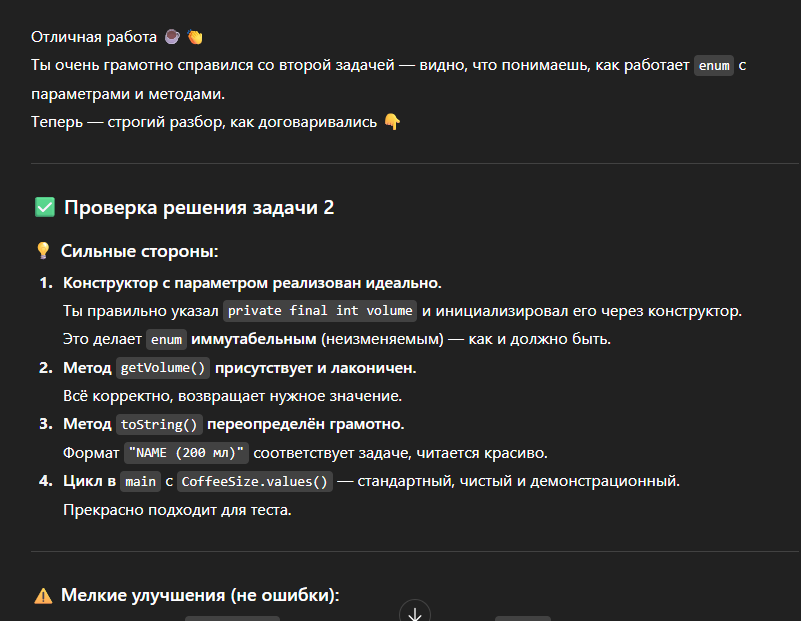 Отличная работа ☕ 👏
Ты очень грамотно справился со второй задачей — видно, что понимаешь, как работает enum с
параметрами и методами.
Теперь — строгий разбор, как договаривались 👇
✅ Проверка решения задачи 2
💡 Сильные стороны:
1. Конструктор с параметром реализован идеально.
Ты правильно указал private final int volume и инициализировал его через конструктор.
Это делает enum иммутабельным (неизменяемым) — как и должно быть.
2. Метод getVolume() присутствует и лаконичен.
Всё корректно, возвращает нужное значение.
3. Метод toString() переопределён грамотно.
Формат "NAME (200 мл)" соответствует задаче, читается красиво.
4. Цикл в main с CoffeeSize.values() — стандартный, чистый и демонстрационный.
Прекрасно подходит для теста.
⚠️ Мелкие улучшения (не ошибки):